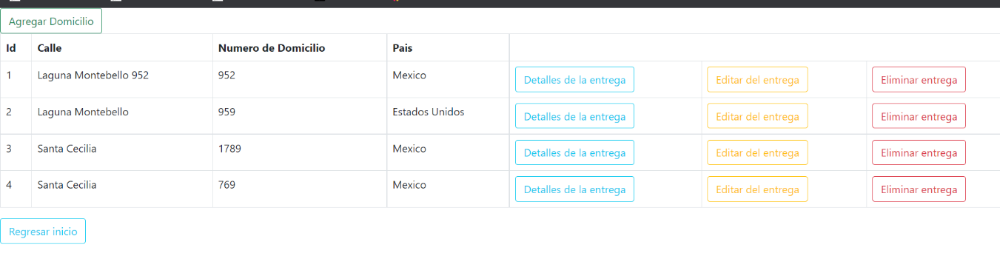 Agregar Domicilio
Id Calle Numero de Domicilio Pais
1 Laguna Montebello 952 952 Mexico Detalles de la entrega Editar del entrega Eliminar entrega
2 Laguna Montebello 959 Estados Unidos Detalles de la entrega Editar del entrega Eliminar entrega
3 Santa Cecilia 1789 Mexico Detalles de la entrega Editar del entrega Eliminar entrega
4 Santa Cecilia 769 Mexico Detalles de la entrega Editar del entrega Eliminar entrega
Regresar inicio